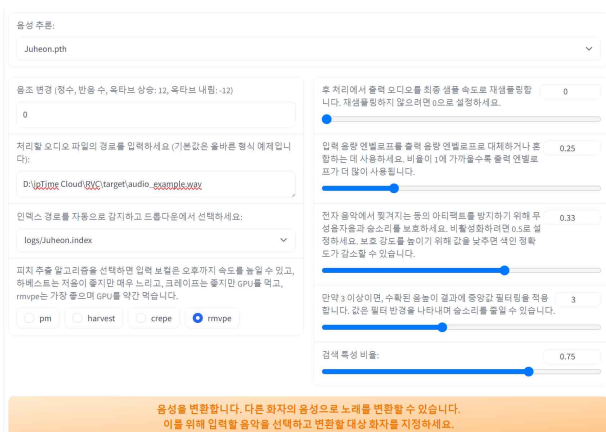 음성 추론:
Juheon.pth
음조 변경 (정수, 반음 수, 옥타브 상승: 12, 옥타브 내림: -12)
0
처리할 오디오 파일의 경로를 입력하세요 (기본값은 올바른 형식 예제입니
다):
D:\ipTime Cloud\RVC\target\audio_example.wav
인덱스 경로를 자동으로 감지하고 드롭다운에서 선택하세요:
logs/Juheon.index
피치 추출 알고리즘을 선택하면 입력 보컬은 오후까지 속도를 높일 수 있고,
하베스트는 저음이 좋지만 매우 느리고, 크레이프는 좋지만 GPU를 먹고,
rmvpe는 가장 좋으며 GPU를 약간 먹습니다.
pm harvest crepe rmvpe
후 처리에서 출력 오디오를 최종 샘플 속도로 재샘플링합
니다. 재샘플링하지 않으려면 0으로 설정하세요.
0
입력 음량 엔벨로프를 출력 음량 엔벨로프로 대체하거나 혼
합하는 데 사용하세요. 비율이 1에 가까울수록 출력 엔벨로
프가 더 많이 사용됩니다.
0.25
전자 음악에서 찢겨지는 등의 아티팩트를 방지하기 위해 무
성음자음과 숨소리를 보호하세요. 비활성화하려면 0.5로 설
정하세요. 보호 강도를 높이기 위해 값을 낮추면 색인 정확
도가 감소할 수 있습니다.
0.33
만약 3 이상이면, 수확된 음높이 결과에 중앙값 필터링을 적용
합니다. 값은 필터 반경을 나타내며 숨소리를 줄일 수 있습니다.
3
검색 특성 비율:
0.75
음성을 변환합니다. 다른 화자의 음성으로 노래를 변환할 수 있습니다.
이를 위해 입력할 음악을 선택하고 변환할 대상 화자를 지정하세요.